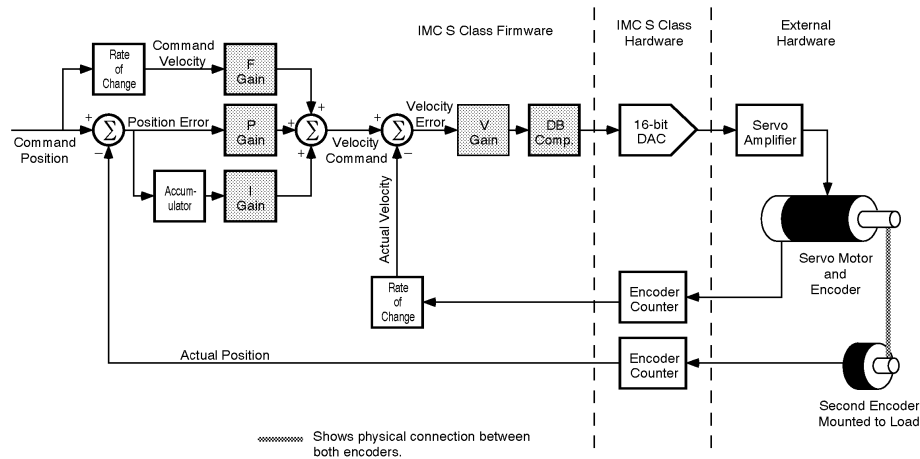 IMC S Class Firmware
IMC S Class
Hardware
External
Hardware
Rate
of
Change
Command
Velocity
F
Gain
+
+
Σ
Position Error
P
Gain
+
+
Σ
+
Σ
Velocity
Error
V
Gain
DB
Comp.
16-bit
DAC
Servo
Amplifier
Command
Position
−
Velocity
Command
−
Accum-
ulator
I
Gain
+
Actual Velocity
Servo Motor
and
Encoder
Rate
of
Change
Encoder
Counter
Actual Position
Encoder
Counter
Second Encoder
Mounted to Load
Shows physical connection between
both encoders.